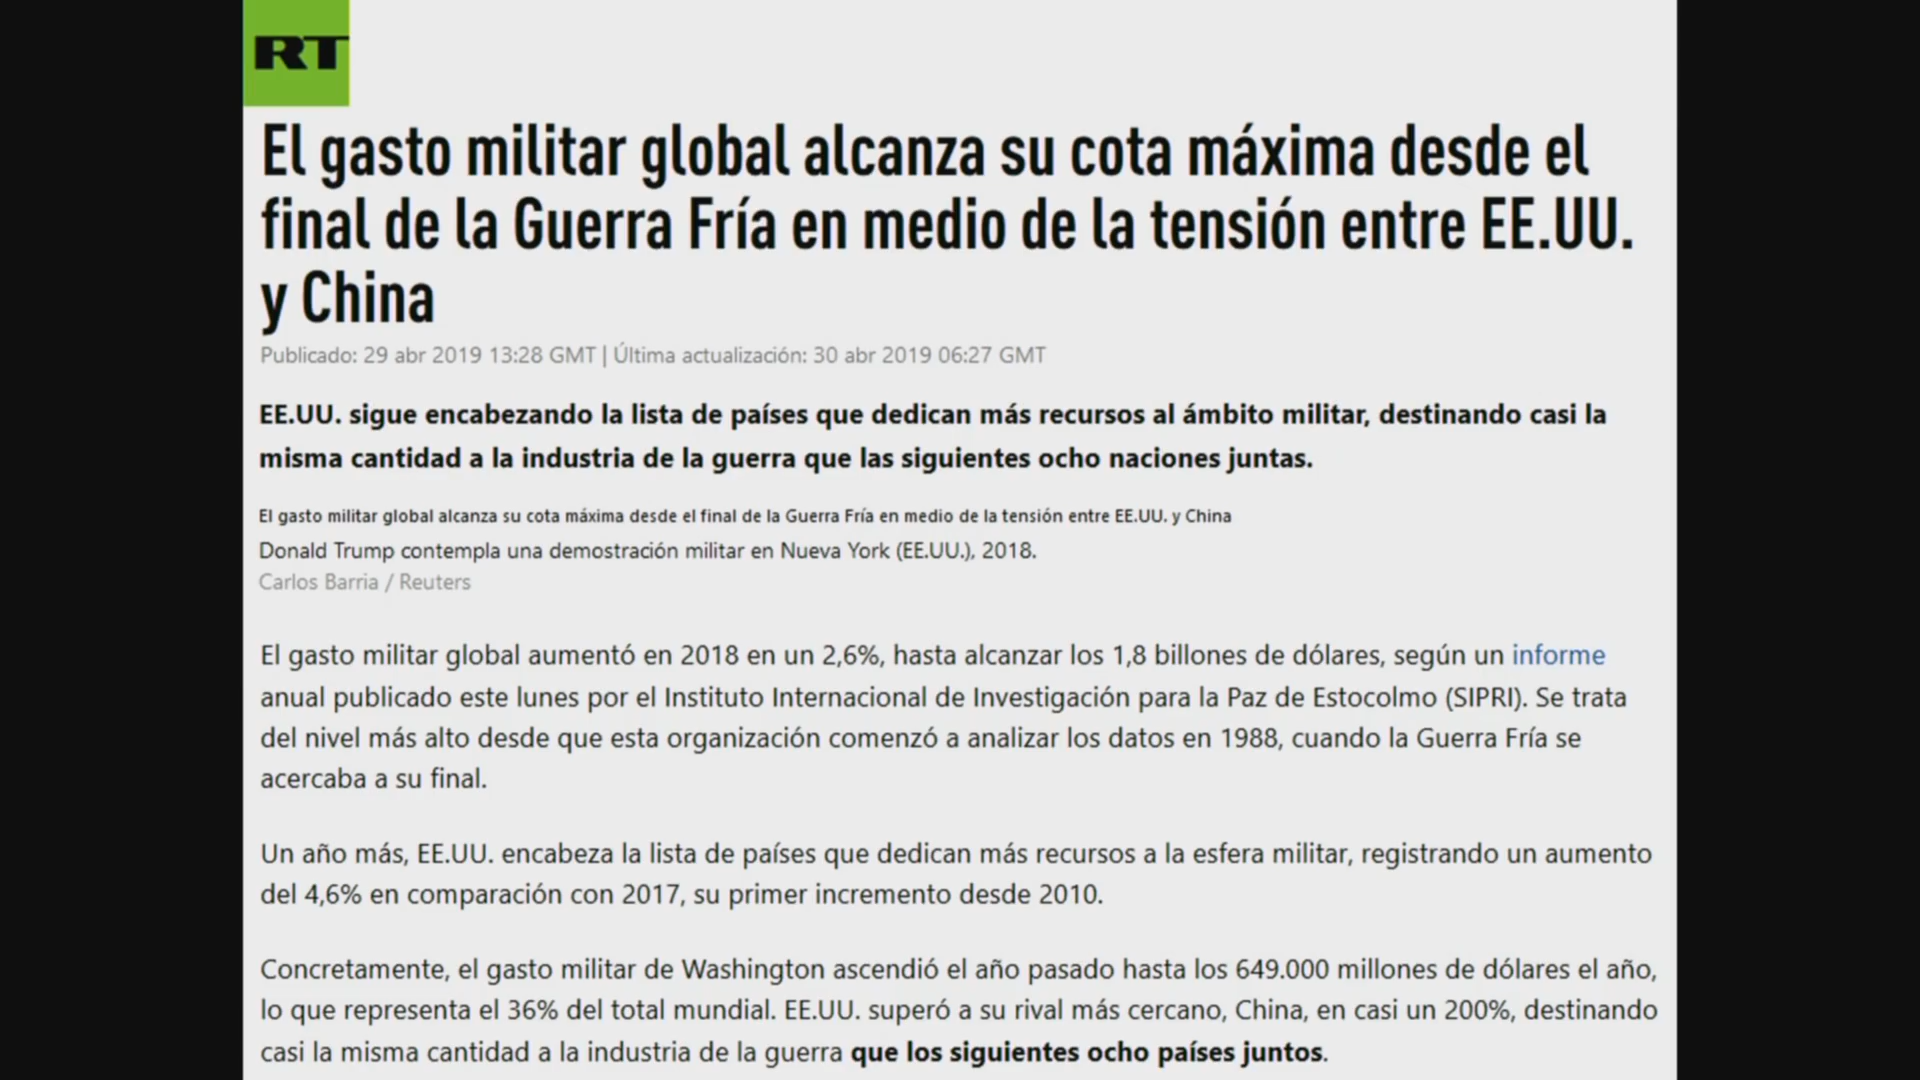 RT
El gasto militar global alcanza su cota máxima desde el
final de la Guerra Fría en medio de la tensión entre EE.UU.
y China
Publicado: 29 abr 2019 13:28 GMT | Última actualización: 30 abr 2019 06:27 GMT
EE.UU. sigue encabezando la lista de países que dedican más recursos al ámbito militar, destinando casi la
misma cantidad a la industria de la guerra que las siguientes ocho naciones juntas.
El gasto militar global alcanza su cota máxima desde el final de la Guerra Fría en medio de la tensión entre EE.UU. y China
Donald Trump contempla una demostración militar en Nueva York (EE.UU.), 2018.
Carlos Barria / Reuters
El gasto militar global aumentó en 2018 en un 2,6%, hasta alcanzar los 1,8 billones de dólares, según un informe
anual publicado este lunes por el Instituto Internacional de Investigación para la Paz de Estocolmo (SIPRI). Se trata
del nivel más alto desde que esta organización comenzó a analizar los datos en 1988, cuando la Guerra Fría se
acercaba a su final.
Un año más, EE.UU. encabeza la lista de países que dedican más recursos a la esfera militar, registrando un aumento
del 4,6% en comparación con 2017, su primer incremento desde 2010.
Concretamente, el gasto militar de Washington ascendió el año pasado hasta los 649.000 millones de dólares el año,
lo que representa el 36% del total mundial. EE.UU. superó a su rival más cercano, China, en casi un 200%, destinando
casi la misma cantidad a la industria de la guerra que los siguientes ocho países juntos.